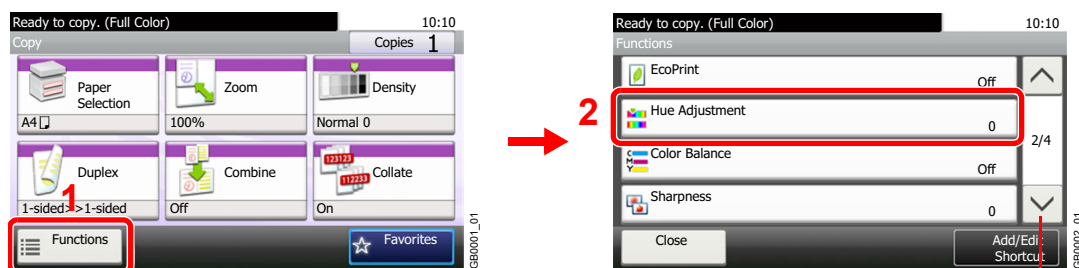 Ready to copy. (Full Color) 10:10
Copy Copies 1
Paper Selection
A4
Zoom
100%
Density
Normal 0
Duplex
1-sided>>1-sided
Combine
Off
123123
112233
Collate
On
1
Functions
Favorites
GB0001_01
Ready to copy. (Full Color) 10:10
Functions
EcoPrint
Off
2
Hue Adjustment
0
2/4
C
M
Y
Color Balance
Off
Sharpness
0
Close
Add/Edit
Shortcut
GB0002_01